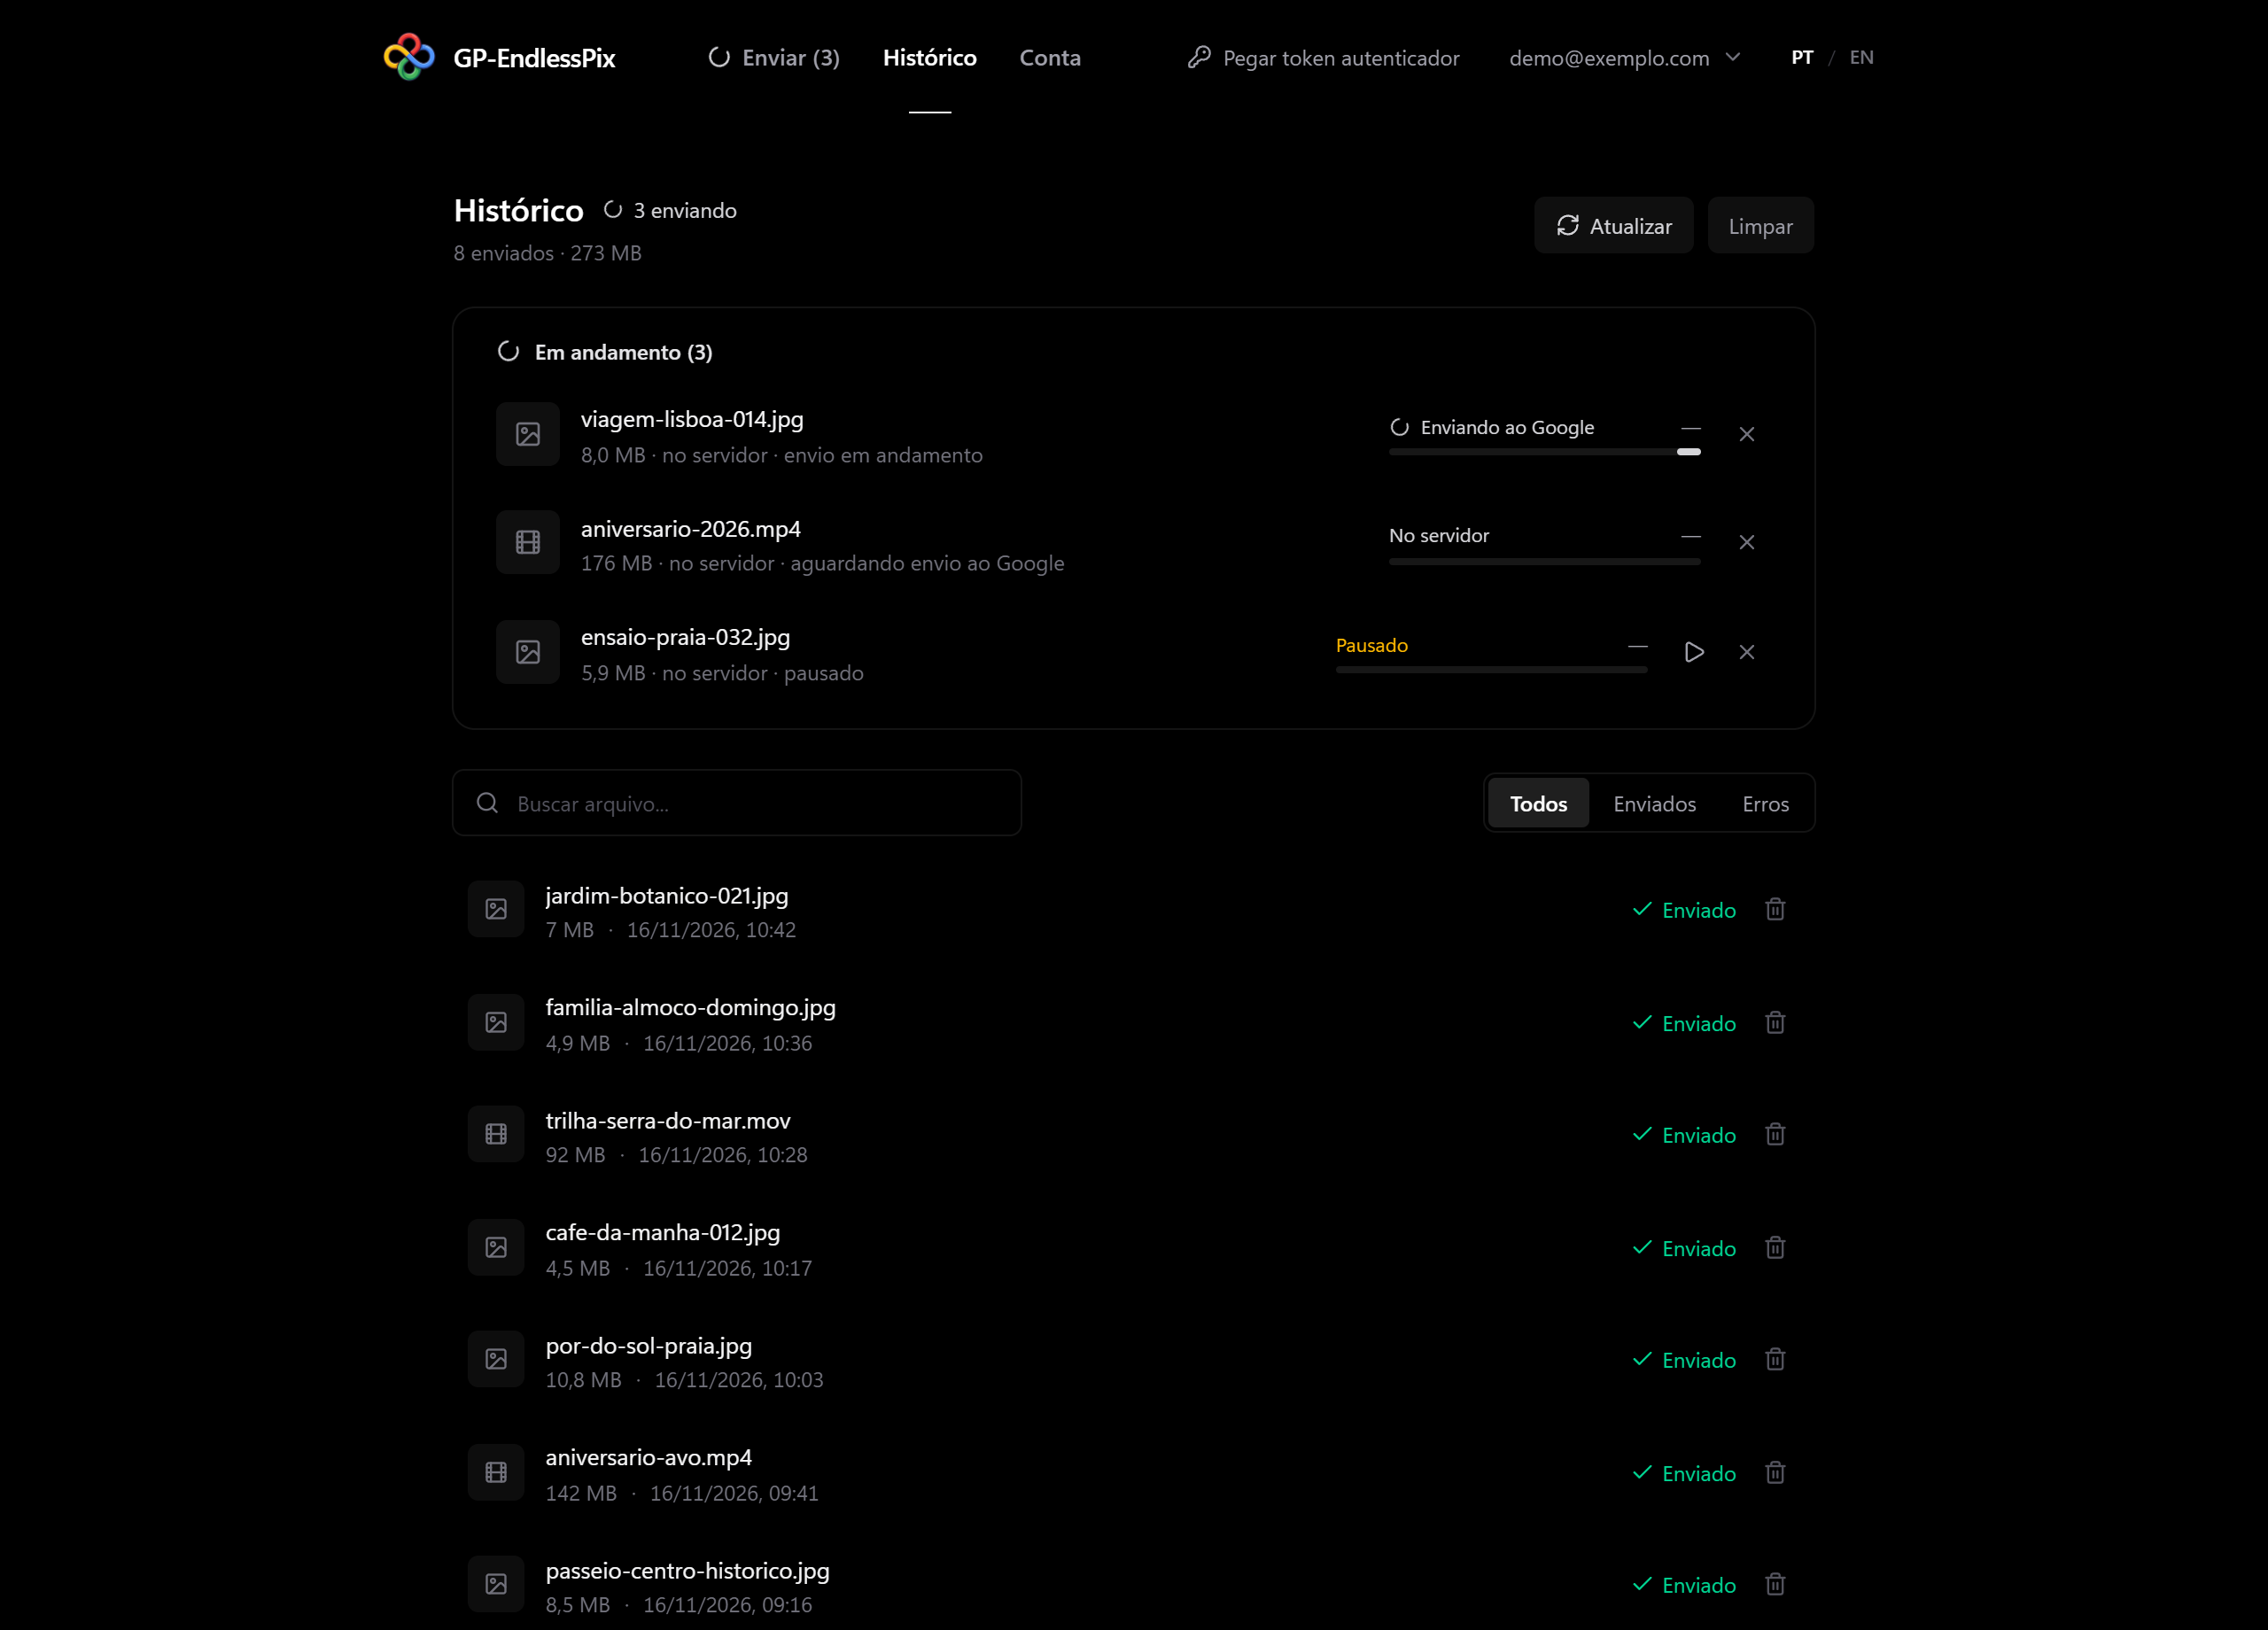 GP-EndlessPix
Enviar (3)
Histórico
Conta
Pegar token autenticador
demo@exemplo.com
PT / EN
Histórico
3 enviando
8 enviados · 273 MB
Atualizar
Limpar
Em andamento (3)
viagem-lisboa-014.jpg
8,0 MB · no servidor · envio em andamento
Enviando ao Google —
aniversario-2026.mp4
176 MB · no servidor · aguardando envio ao Google
No servidor —
ensaio-praia-032.jpg
5,9 MB · no servidor · pausado
Pausado —
Buscar arquivo...
Todos
Enviados
Erros
jardim-botanico-021.jpg
7 MB · 16/11/2026, 10:42
Enviado
familia-almoco-domingo.jpg
4,9 MB · 16/11/2026, 10:36
Enviado
trilha-serra-do-mar.mov
92 MB · 16/11/2026, 10:28
Enviado
cafe-da-manha-012.jpg
4,5 MB · 16/11/2026, 10:17
Enviado
por-do-sol-praia.jpg
10,8 MB · 16/11/2026, 10:03
Enviado
aniversario-avo.mp4
142 MB · 16/11/2026, 09:41
Enviado
passeio-centro-historico.jpg
8,5 MB · 16/11/2026, 09:16
Enviado